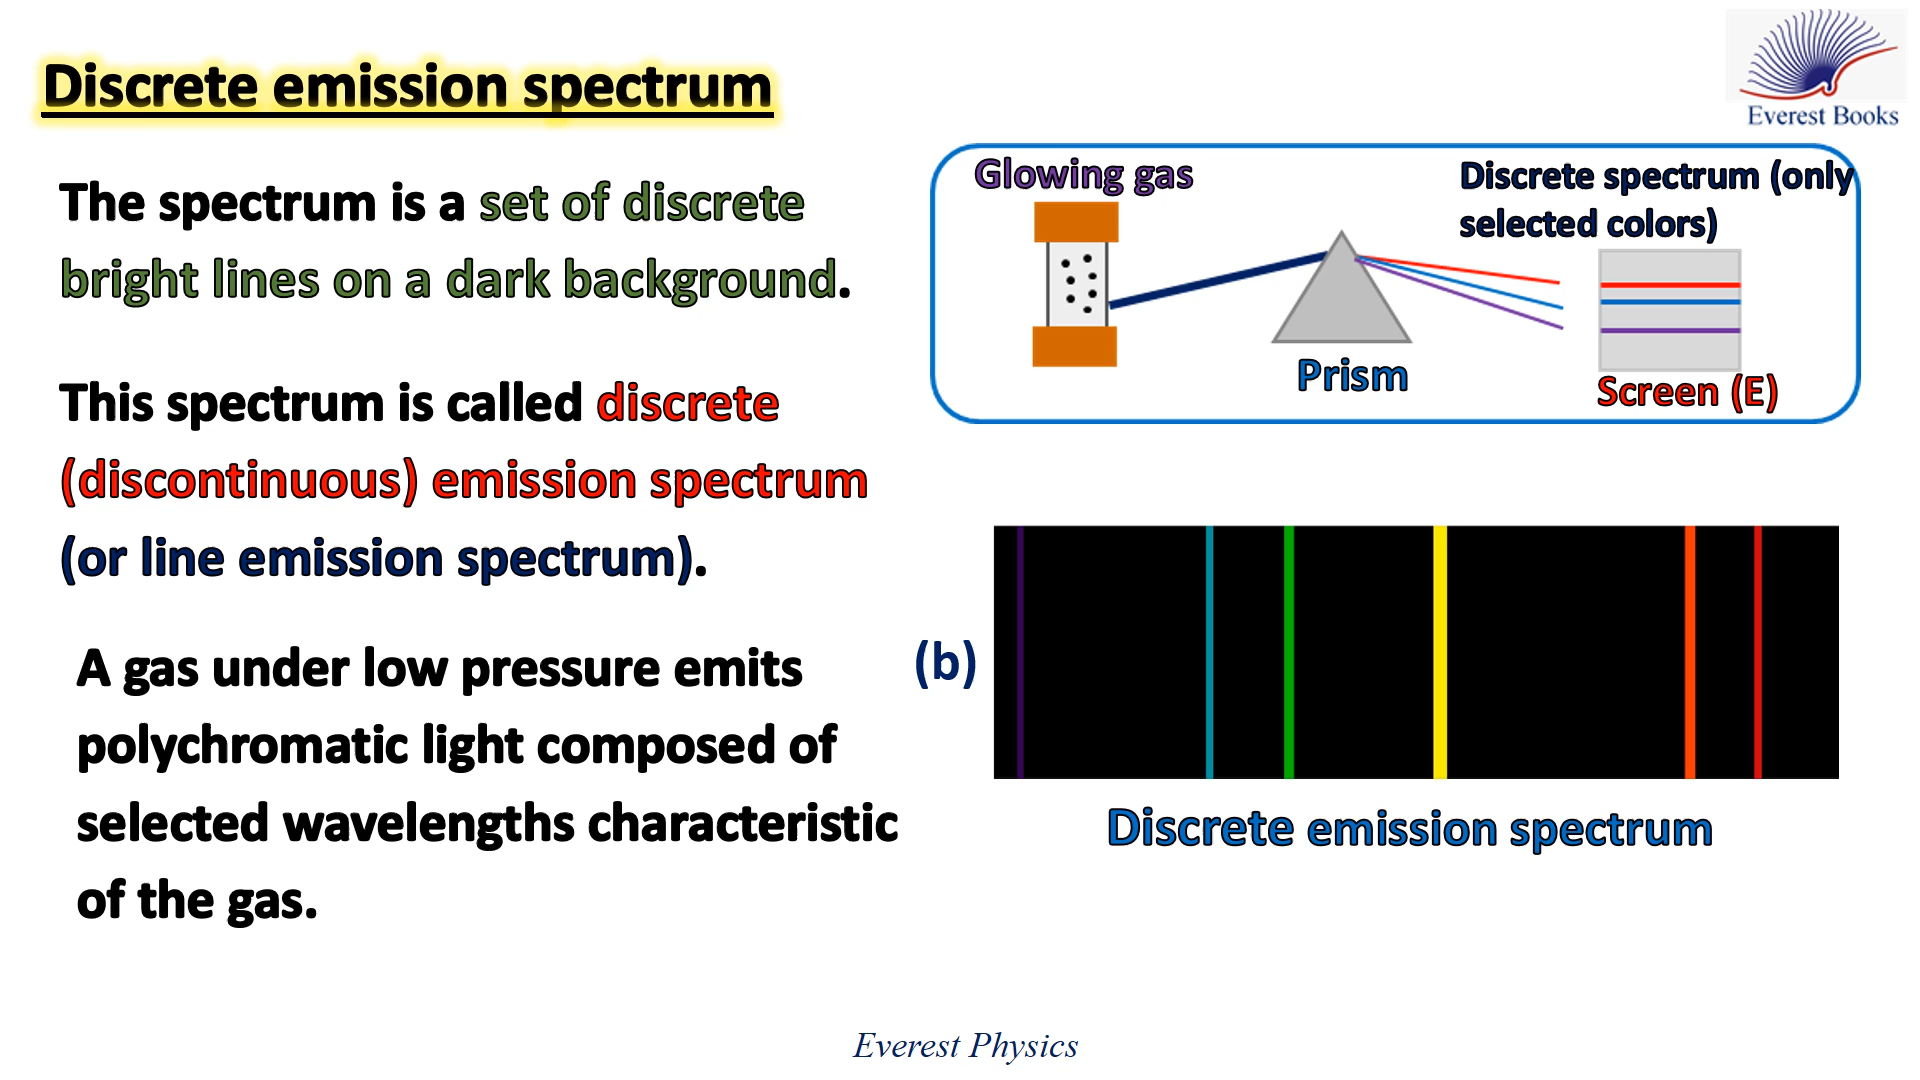 Discrete emission spectrum
Everest Books
The spectrum is a set of discrete
bright lines on a dark background.
This spectrum is called discrete
(discontinuous) emission spectrum
(or line emission spectrum).
A gas under low pressure emits
polychromatic light composed of
selected wavelengths characteristic
of the gas.
Glowing gas
Discrete spectrum (only
selected colors)
Prism
Screen (E)
(b)
Discrete emission spectrum
Everest Physics